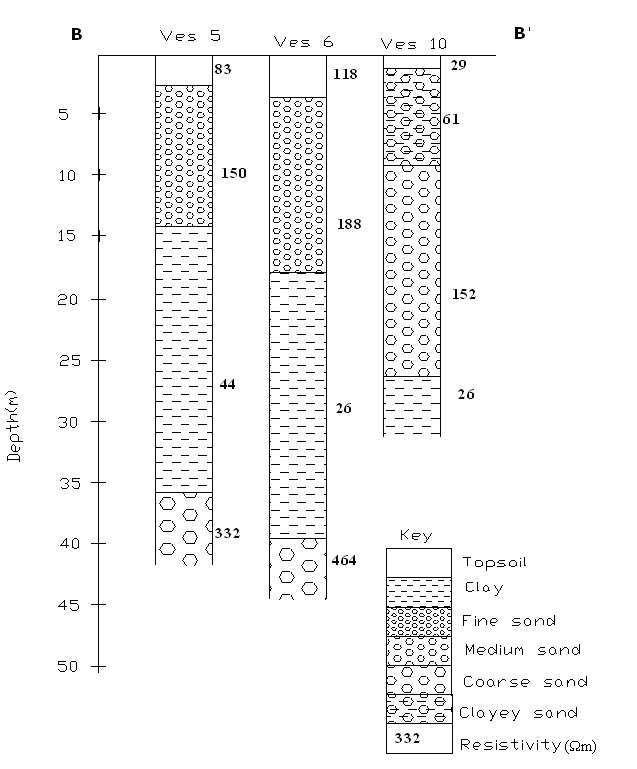 B B'
Ves 5 Ves 6 Ves 10
83 118 29
5 61
10 150
15 188
20 152
25
44 26
30 26
35
332
40
464
45
50
Depth(m)
Key
Topsoil
Clay
Fine sand
Medium sand
Coarse sand
Clayey sand
332 Resistivity(Ωm)